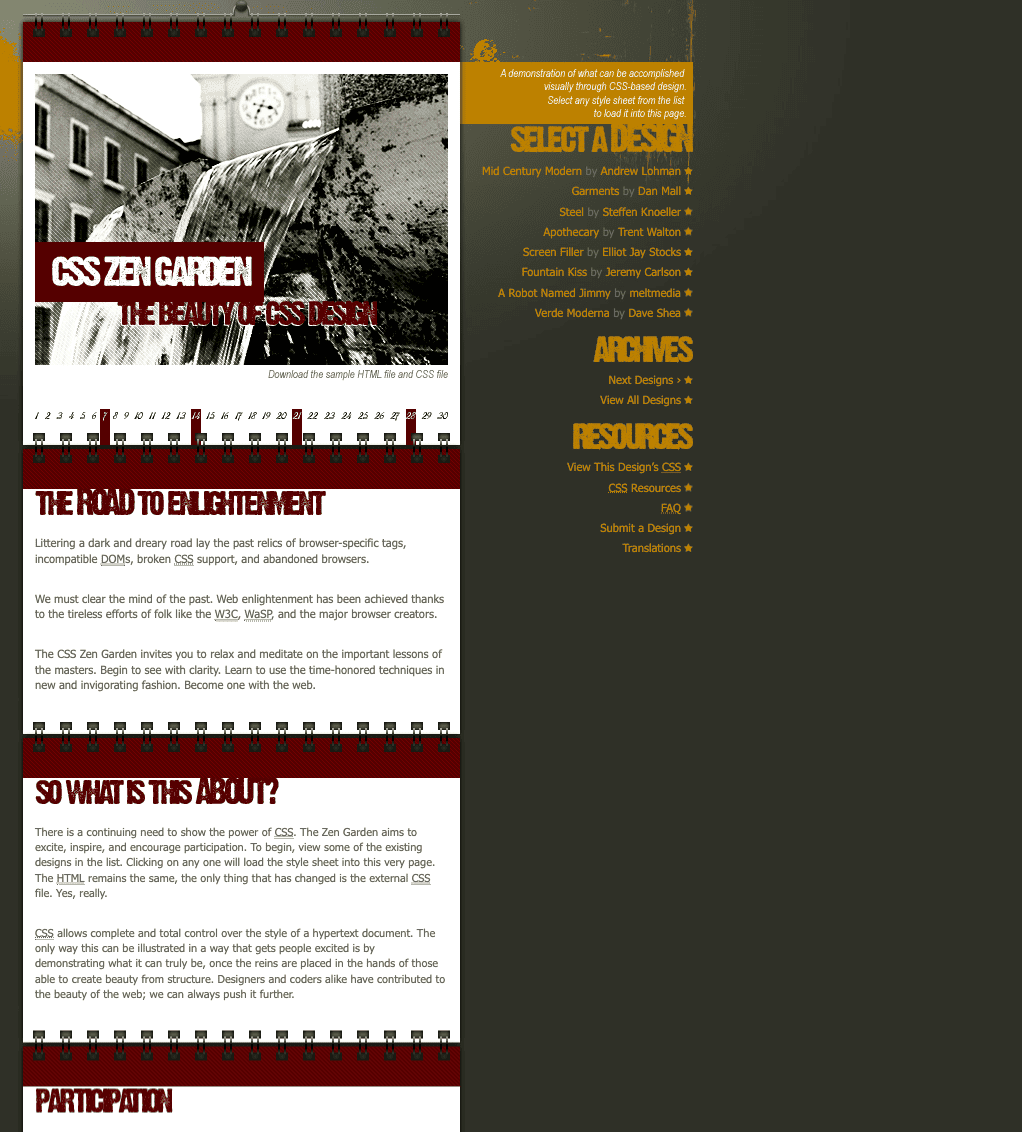 CSS ZEN GARDEN
THE BEAUTY OF CSS DESIGN
Download the sample HTML file and CSS file
1 2 3 4 5 6 7 8 9 10 11 12 13 14 15 16 17 18 19 20 21 22 23 24 25 26 27 28 29 30
THE ROAD TO ENLIGHTENMENT
Littering a dark and dreary road lay the past relics of browser-specific tags,
incompatible DOMs, broken CSS support, and abandoned browsers.
We must clear the mind of the past. Web enlightenment has been achieved thanks
to the tireless efforts of folk like the W3C, WaSP, and the major browser creators.
The CSS Zen Garden invites you to relax and meditate on the important lessons of
the masters. Begin to see with clarity. Learn to use the time-honored techniques in
new and invigorating fashion. Become one with the web.
SO WHAT IS THIS ABOUT?
There is a continuing need to show the power of CSS. The Zen Garden aims to
excite, inspire, and encourage participation. To begin, view some of the existing
designs in the list. Clicking on any one will load the style sheet into this very page.
The HTML remains the same, the only thing that has changed is the external CSS
file. Yes, really.
CSS allows complete and total control over the style of a hypertext document. The
only way this can be illustrated in a way that gets people excited is by
demonstrating what it can truly be, once the reins are placed in the hands of those
able to create beauty from structure. Designers and coders alike have contributed to
the beauty of the web; we can always push it further.
PARTICIPATION
A demonstration of what can be accomplished
visually through CSS-based design.
Select any style sheet from the list
to load it into this page.
SELECT A DESIGN
Mid Century Modern by Andrew Lohman
Garments by Dan Mall
Steel by Steffen Knoeller
Apothecary by Trent Walton
Screen Filler by Elliot Jay Stocks
Fountain Kiss by Jeremy Carlson
A Robot Named Jimmy by meltmedia
Verde Moderna by Dave Shea
ARCHIVES
Next Designs ›
View All Designs
RESOURCES
View This Design's CSS
CSS Resources
FAQ
Submit a Design
Translations